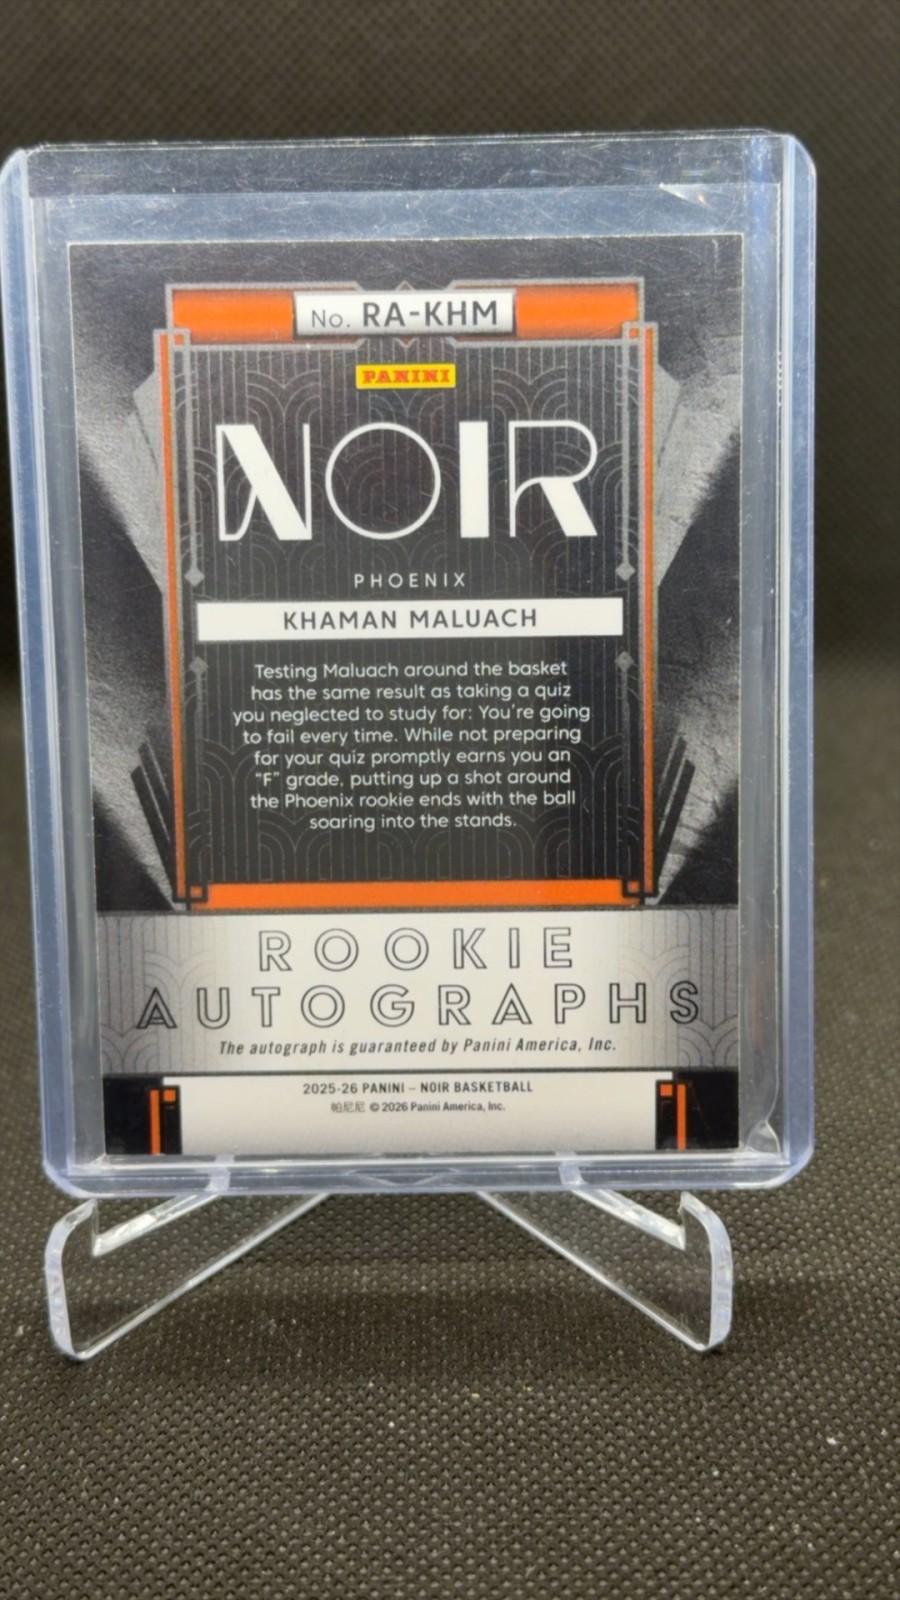 No. RA-KHM
PANINI
NOIR
PHOENIX
KHAMAN MALUACH
Testing Maluach around the basket
has the same result as taking a quiz
you neglected to study for: You're going
to fail every time. While not preparing
for your quiz promptly earns you an
"F" grade, putting up a shot around
the Phoenix rookie ends with the ball
soaring into the stands.
ROOKIE
AUTOGRAPHS
The autograph is guaranteed by Panini America, Inc.
2025-26 PANINI – NOIR BASKETBALL
帕尼尼 © 2026 Panini America, Inc.